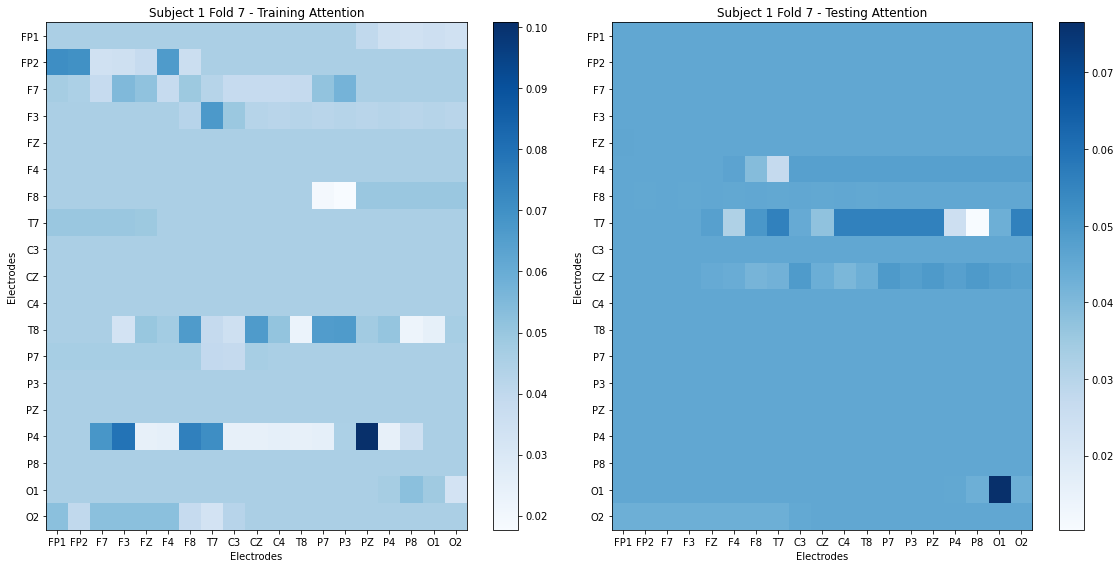 Subject 1 Fold 7 - Training Attention
FP1
FP2
F7
F3
FZ
F4
F8
T7
C3
CZ
C4
T8
P7
P3
PZ
P4
P8
O1
O2
Electrodes
FP1 FP2 F7 F3 FZ F4 F8 T7 C3 CZ C4 T8 P7 P3 PZ P4 P8 O1 O2
Electrodes
0.10
0.09
0.08
0.07
0.06
0.05
0.04
0.03
0.02
Subject 1 Fold 7 - Testing Attention
FP1
FP2
F7
F3
FZ
F4
F8
T7
C3
CZ
C4
T8
P7
P3
PZ
P4
P8
O1
O2
Electrodes
FP1 FP2 F7 F3 FZ F4 F8 T7 C3 CZ C4 T8 P7 P3 PZ P4 P8 O1 O2
Electrodes
0.07
0.06
0.05
0.04
0.03
0.02